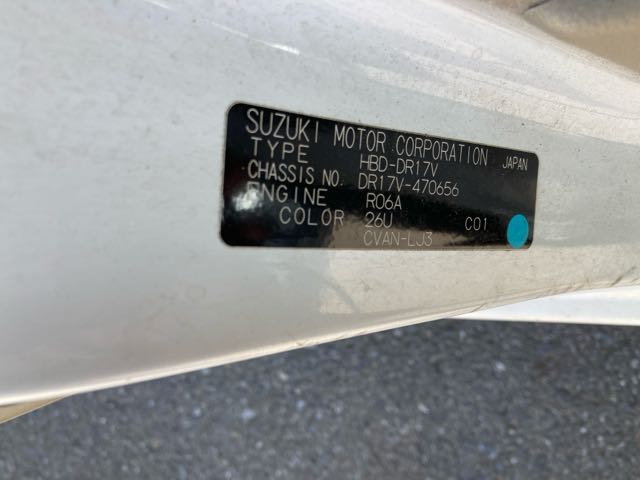 SUZUKI MOTOR CORPORATION JAPAN
TYPE HBD-DR17V
CHASSIS NO. DR17V-470656
ENGINE R06A
COLOR 26U C01
CVAN-LJ3